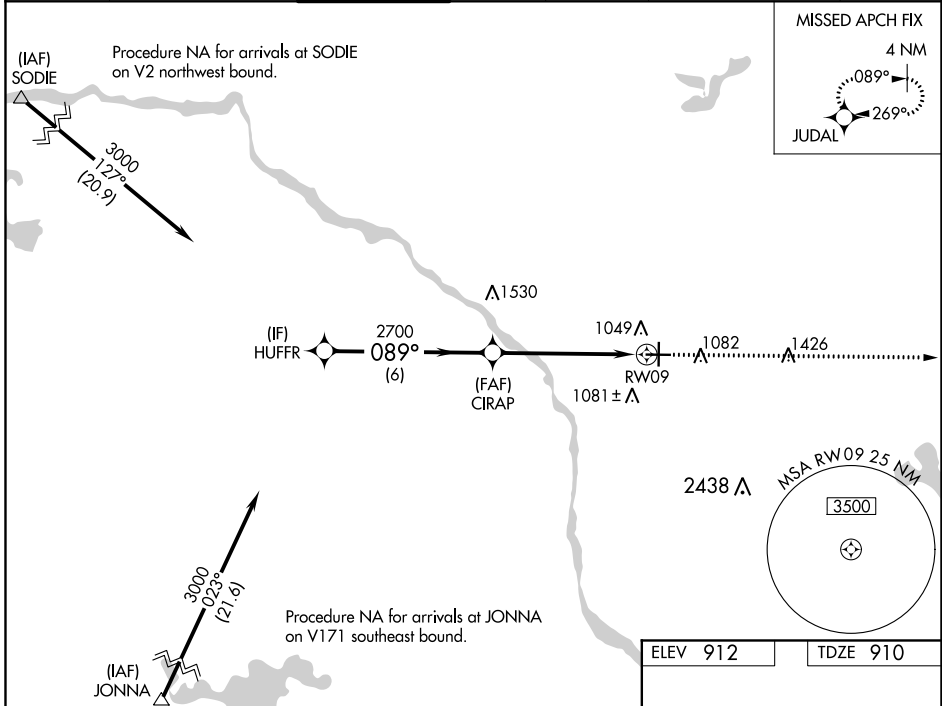 MISSED APCH FIX
4 NM
089°
269°
JUDAL
(IAF)
SODIE
Procedure NA for arrivals at SODIE
on V2 northwest bound.
3000
127°
(20.9)
1530
(IF)
HUFFR
2700
089°
(6)
(FAF)
CIRAP
1049
RW09
1081±
1082
1426
2438
MSA RW09 25 NM
3500
3000
023°
(21.6)
(IAF)
JONNA
Procedure NA for arrivals at JONNA
on V171 southeast bound.
ELEV 912
TDZE 910